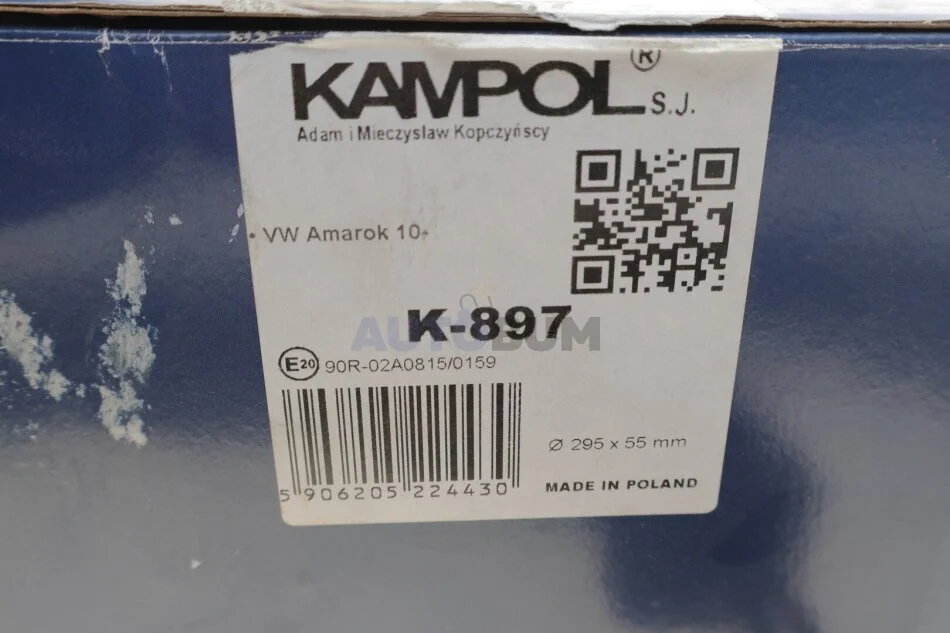 KAMPOL® S.J.
Adam i Mieczysław Kopczyńscy
• VW Amarok 10-
K-897
AUTOBUM
E20 90R-02A0815/0159
Ø 295 x 55 mm
5 906205 224430
MADE IN POLAND